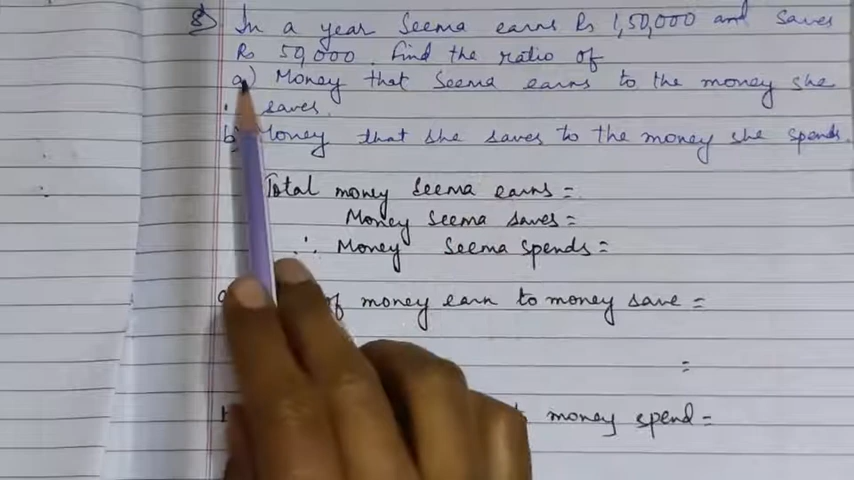 8) In a year Seema earns Rs 1,50,000 and saves
Rs 50,000. Find the ratio of
a) Money that Seema earns to the money she
saves.
b) Money that she saves to the money she spends.
Total money Seema earns =
Money Seema saves =
∴ Money Seema spends =
of money earn to money save =
=
money spend =